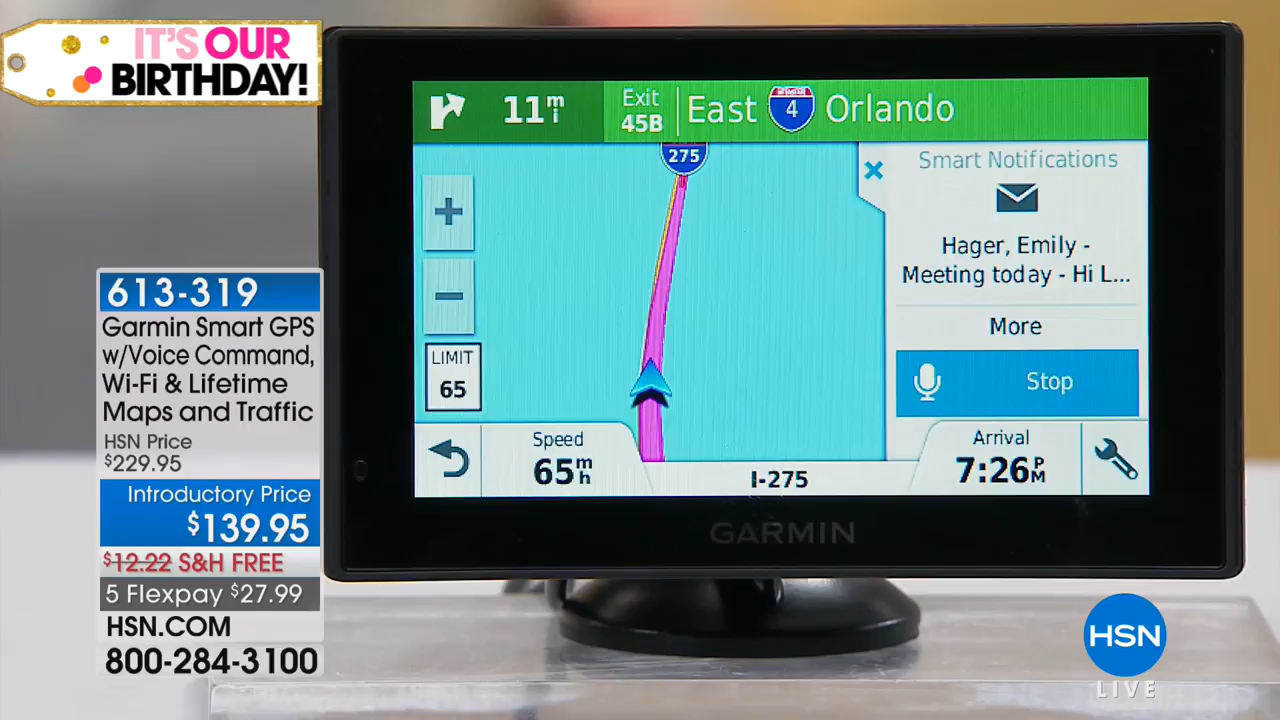 IT'S OUR
BIRTHDAY!
613-319
Garmin Smart GPS
w/Voice Command,
Wi-Fi & Lifetime
Maps and Traffic
HSN Price
$229.95
Introductory Price
$139.95
$12.22 S&H FREE
5 Flexpay $27.99
HSN.COM
800-284-3100
11 mi
Exit
45B
East
INTERSTATE
4
Orlando
275
Smart Notifications
Hager, Emily -
Meeting today - Hi L...
More
Stop
LIMIT
65
Speed
65 mh
I-275
Arrival
7:26 PM
GARMIN
HSN
LIVE